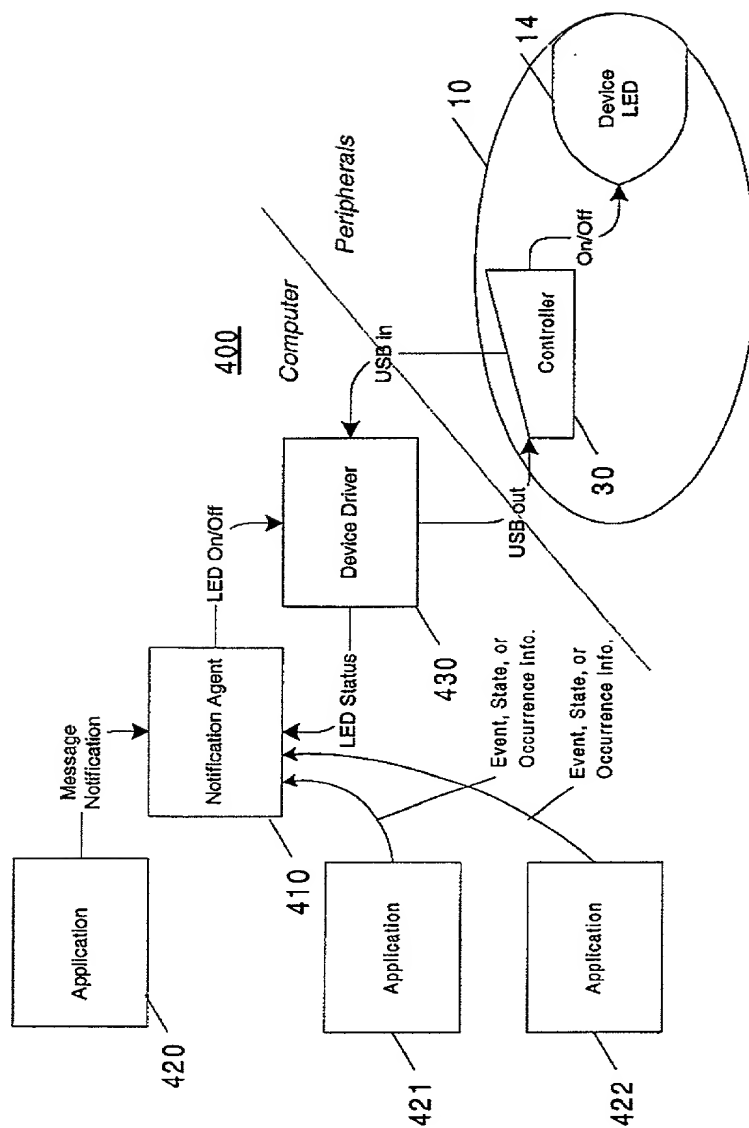 400
Computer
Peripherals
Application
420
Message
Notification
Notification Agent
410
LED On/Off
LED Status
Device Driver
430
USB in
USB out
Application
421
Event, State, or
Occurrence Info.
Application
422
Event, State, or
Occurrence Info.
Controller
30
On/Off
10
14
Device
LED